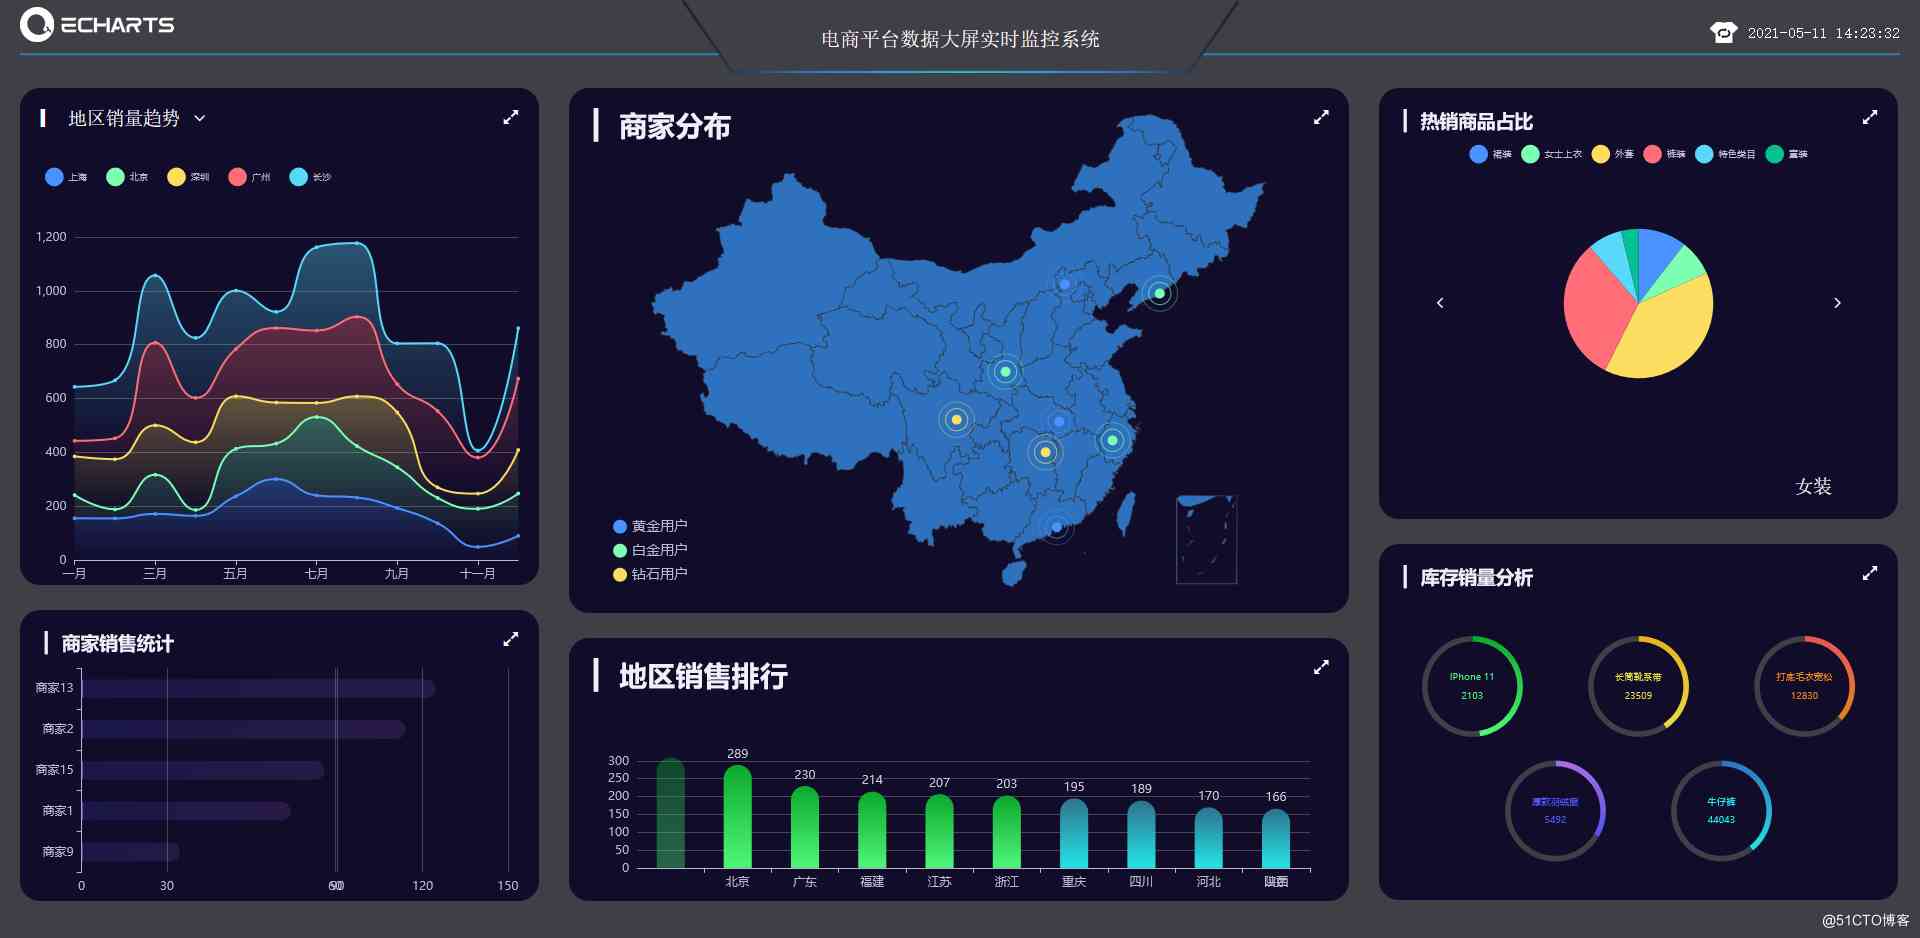 ECHARTS
电商平台数据大屏实时监控系统
2021-05-11 14:23:32
地区销量趋势
上海 北京 深圳 广州 长沙
1,200
1,000
800
600
400
200
0
一月 三月 五月 七月 九月 十一月
商家销售统计
商家13
商家2
商家15
商家1
商家9
0 30 90 120 150
商家分布
黄金用户
白金用户
钻石用户
地区销售排行
300
250
200
150
100
50
0
289 230 214 207 203 195 189 170 166
北京 广东 福建 江苏 浙江 重庆 四川 河北
热销商品占比
裙装 女士上衣 外套 裤装 特色类目 童装
女装
库存销量分析
iPhone 11
2103
长筒靴系带
23509
打底毛衣宽松
12830
5492
牛仔裤
44043
@51CTO博客